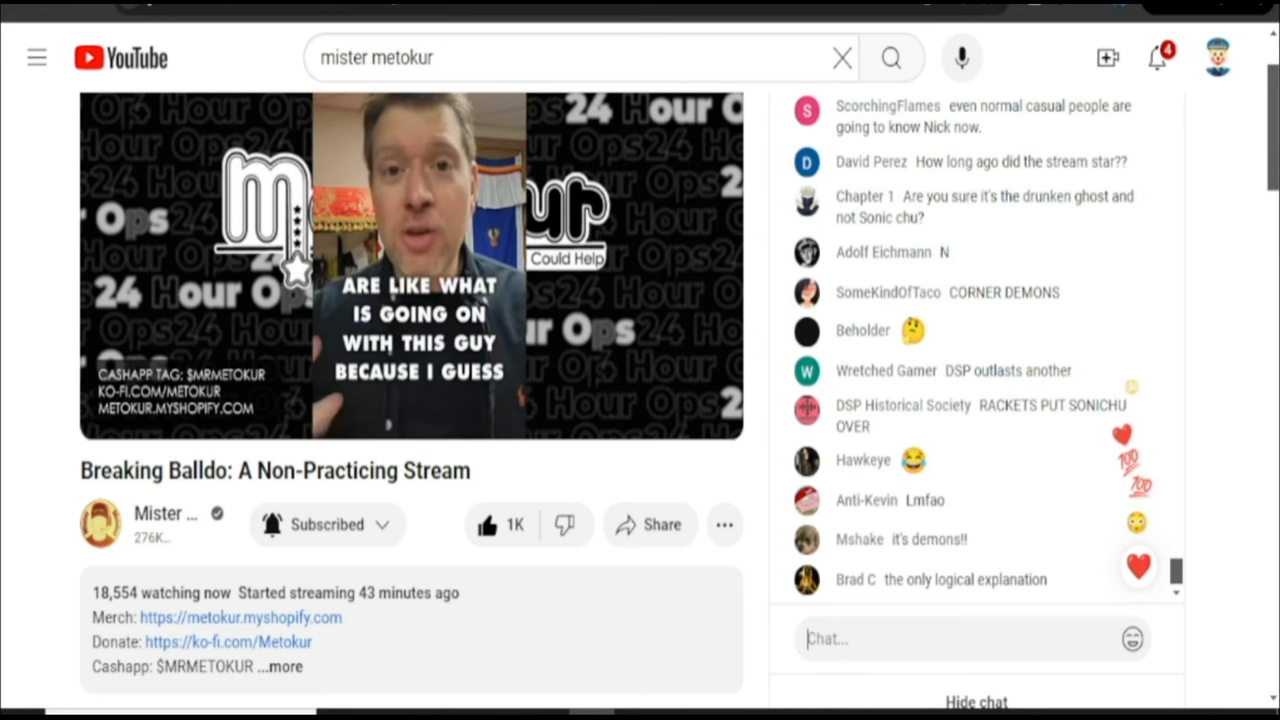 YouTube
mister metokur
4
24 Hour Ops
Could Help
ARE LIKE WHAT
IS GOING ON
WITH THIS GUY
BECAUSE I GUESS
CASHAPP TAG: $MRMETOKUR
KO-FI.COM/METOKUR
METOKUR.MYSHOPIFY.COM
Breaking Balldo: A Non-Practicing Stream
Mister ...
276K...
Subscribed
1K
Share
18,554 watching now Started streaming 43 minutes ago
Merch: https://metokur.myshopify.com
Donate: https://ko-fi.com/Metokur
Cashapp: $MRMETOKUR ...more
S ScorchingFlames even normal casual people are
going to know Nick now.
D David Perez How long ago did the stream star??
Chapter 1 Are you sure it's the drunken ghost and
not Sonic chu?
Adolf Eichmann N
SomeKindOfTaco CORNER DEMONS
Beholder 🤔
W Wretched Gamer DSP outlasts another
DSP Historical Society RACKETS PUT SONICHU
OVER
Hawkeye 😂
Anti-Kevin Lmfao
Mshake it's demons!!
Brad C the only logical explanation
Chat...
Hide chat